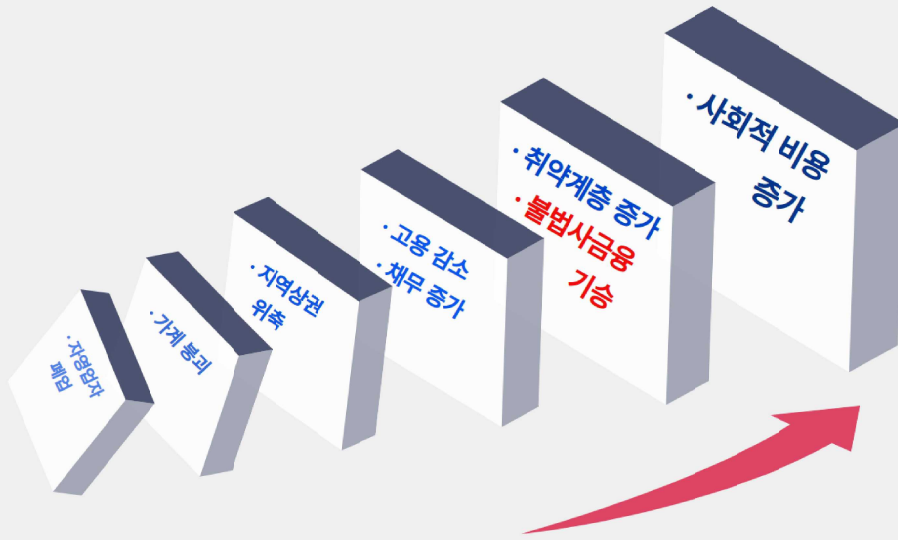 · 자영업자
폐업
· 가계 붕괴
· 지역상권
위축
· 고용 감소
· 채무 증가
· 취약계층 증가
· 불법사금융
기승
· 사회적 비용
증가